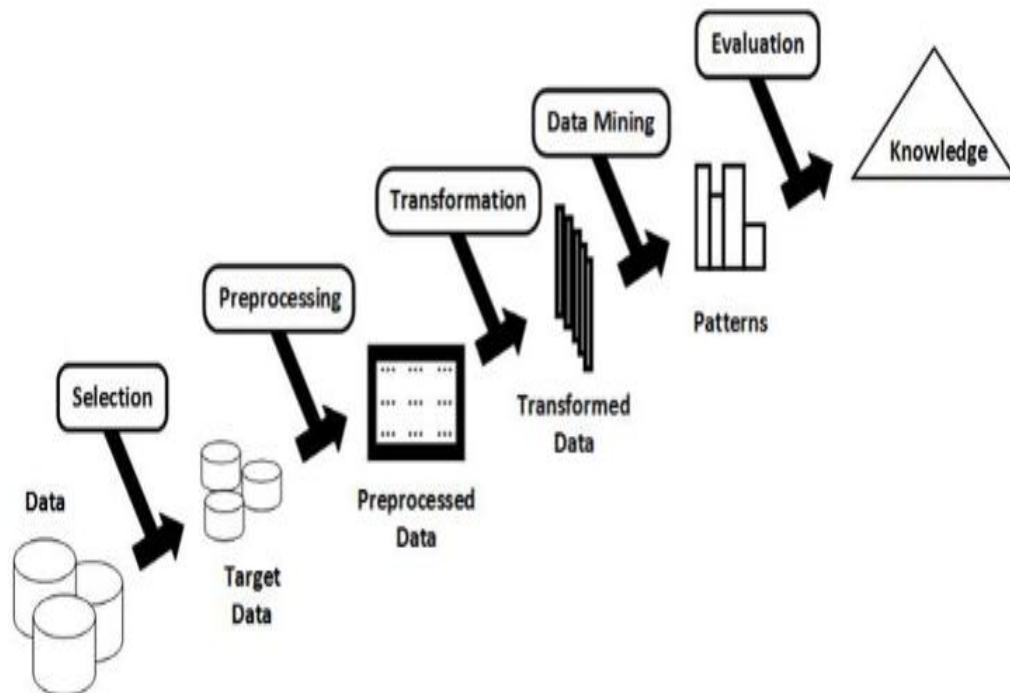 Evaluation
Knowledge
Data Mining
Patterns
Transformation
Transformed
Data
Preprocessing
Preprocessed
Data
Selection
Data
Target
Data